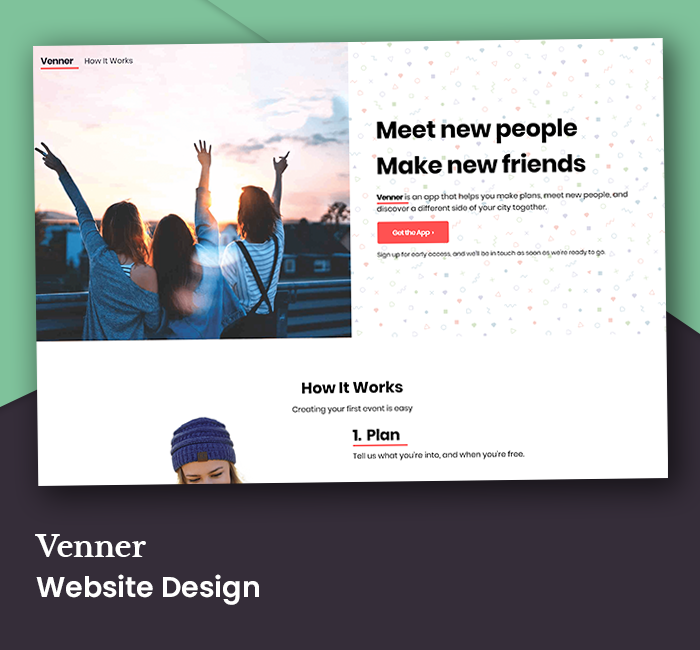 Venner How It Works
Meet new people
Make new friends
Venner is an app that helps you make plans, meet new people, and
discover a different side of your city together.
Get the App ›
Sign up for early access, and we'll be in touch as soon as we're ready to go.
How It Works
Creating your first event is easy
1. Plan
Tell us what you're into, and when you're free.
Venner
Website Design